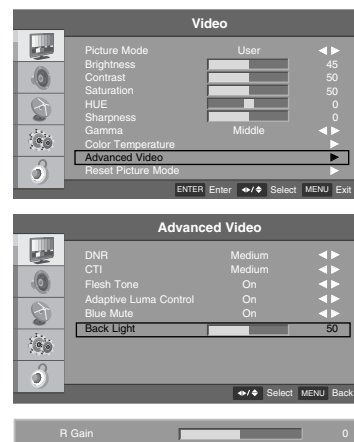 Video
Picture Mode User
Brightness 45
Contrast 50
Saturation 50
HUE 0
Sharpness 0
Gamma Middle
Color Temperature
Advanced Video
Reset Picture Mode
ENTER Enter Select MENU Exit
Advanced Video
DNR Medium
CTI Medium
Flesh Tone On
Adaptive Luma Control On
Blue Mute On
Back Light 50
Select MENU Back
R Gain 0